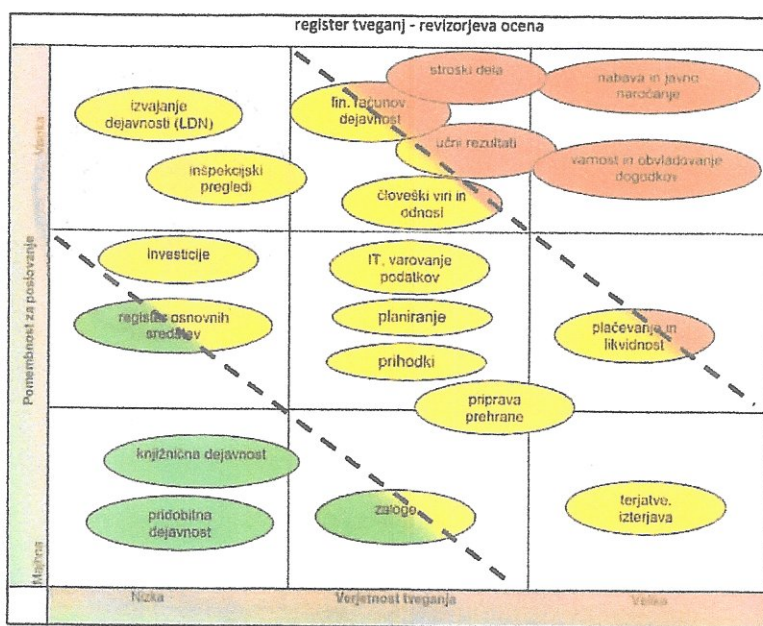 register tveganj - revizorjeva ocena
stroski dela
nabava in javno
naročanje
izvajanje
dejavnosti (LDN)
fin. računov.
dejavnost
učni rezultati
varnost in obvladovanje
dogodkov
inšpekcijski
pregledi
človeški viri in
odnosi
Velika
Pomembnost za poslovanje
Majhna
investicije
IT, varovanje
podatkov
register osnovnih
sredstev
planiranje
plačevanje in
likvidnost
prihodki
priprava
prehrane
knjižnična dejavnost
pridobitna
dejavnost
zaloge
terjatve,
izterjava
Nizka
Verjetnost tveganja
Velika